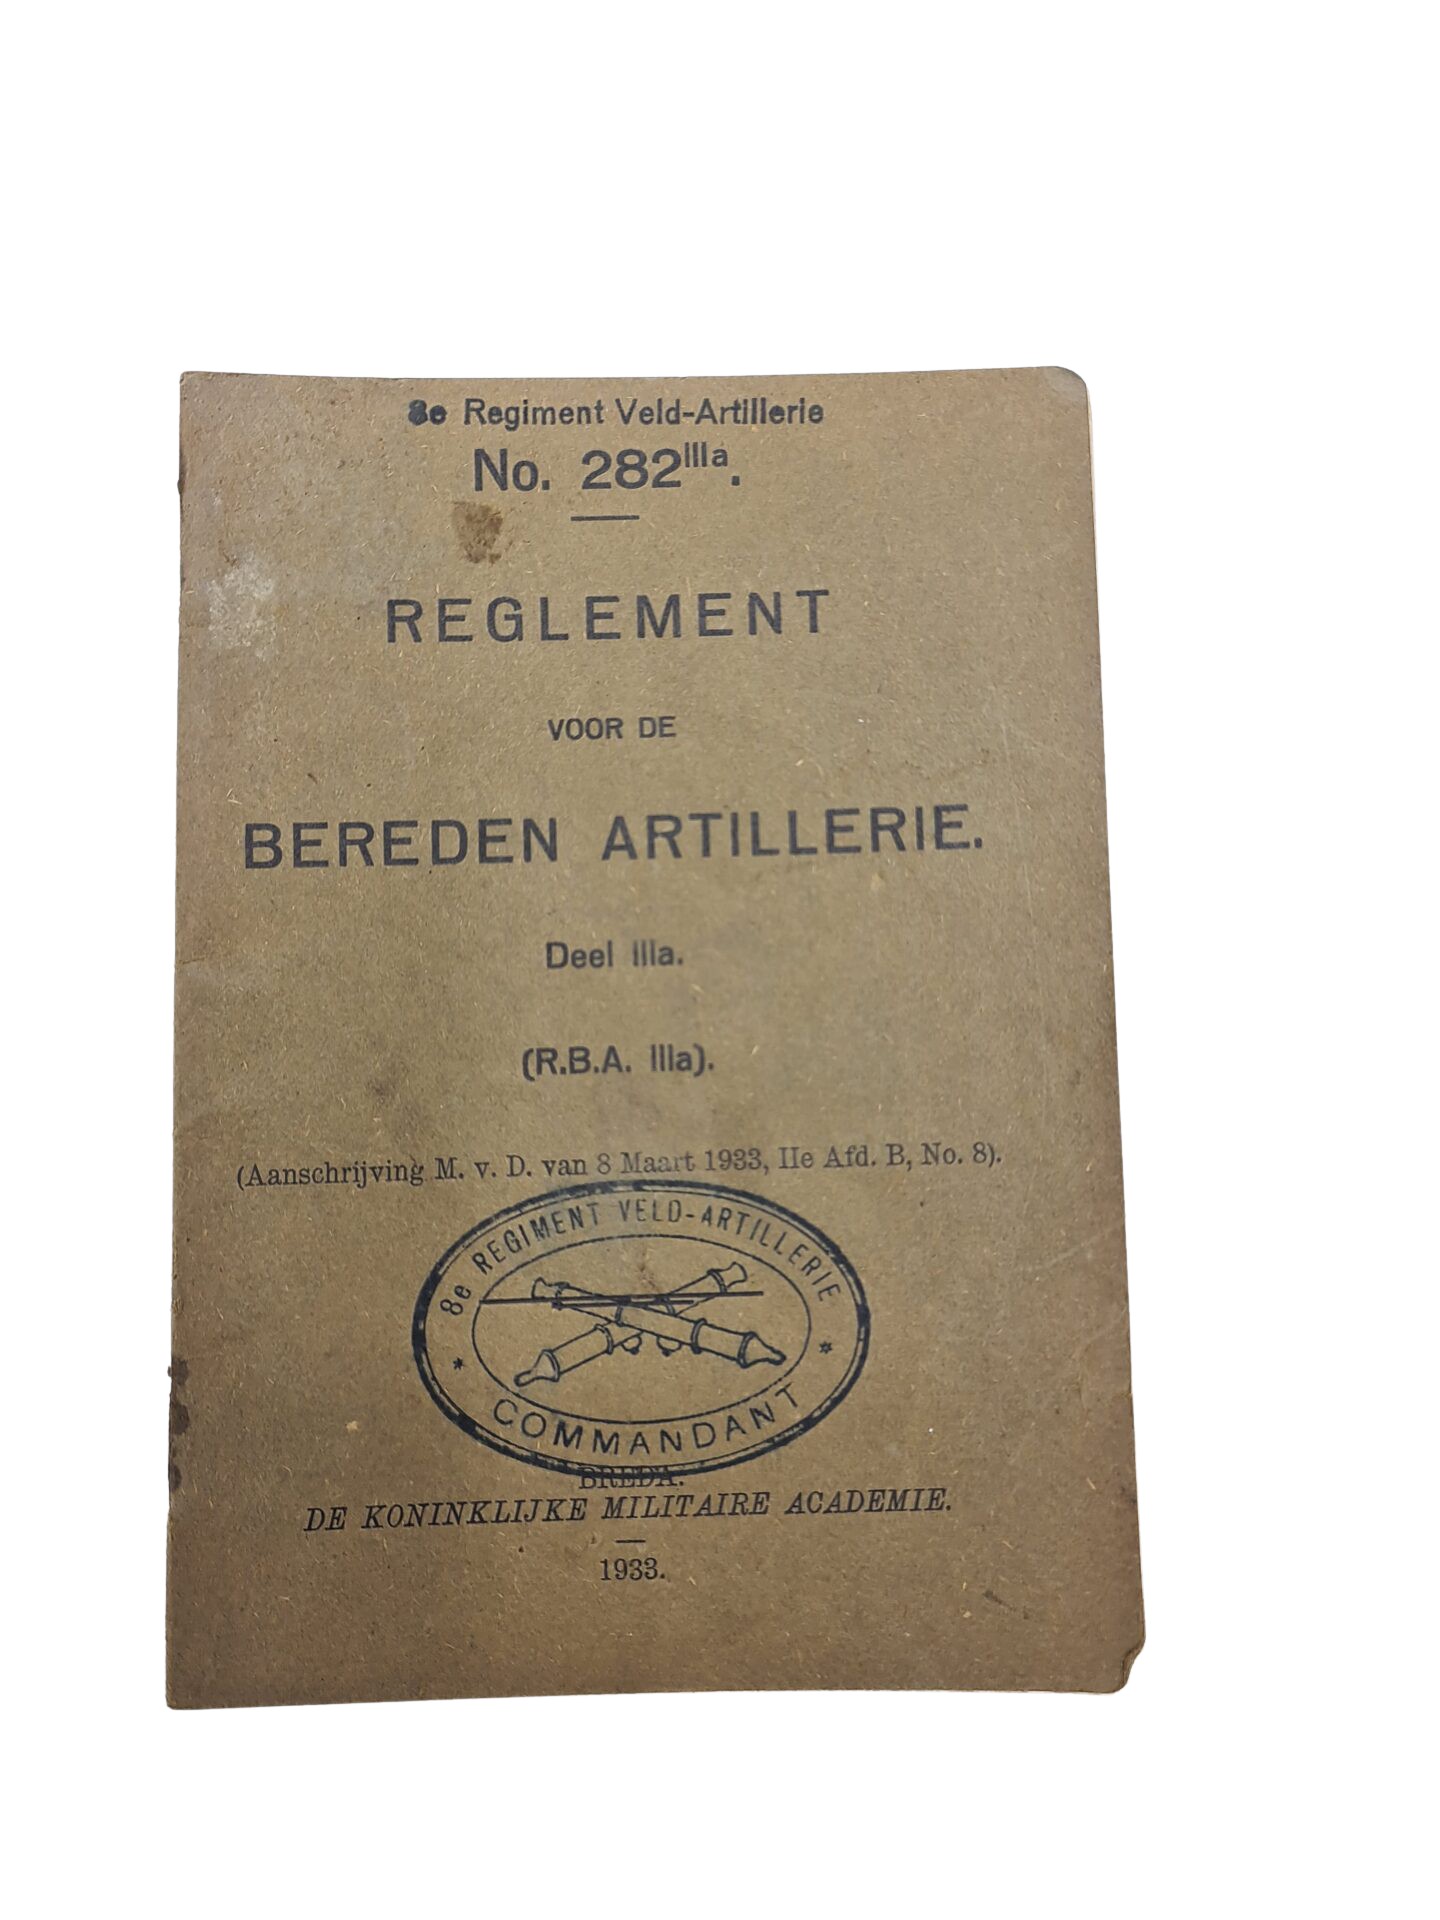 8e Regiment Veld-Artillerie
No. 282IIIa.
REGLEMENT
VOOR DE
BEREDEN ARTILLERIE.
Deel IIIa.
(R.B.A. IIIa).
(Aanschrijving M. v. D. van 8 Maart 1933, IIe Afd. B, No. 8).
8e REGIMENT VELD-ARTILLERIE
* COMMANDANT *
BREDA.
DE KONINKLIJKE MILITAIRE ACADEMIE.
1933.